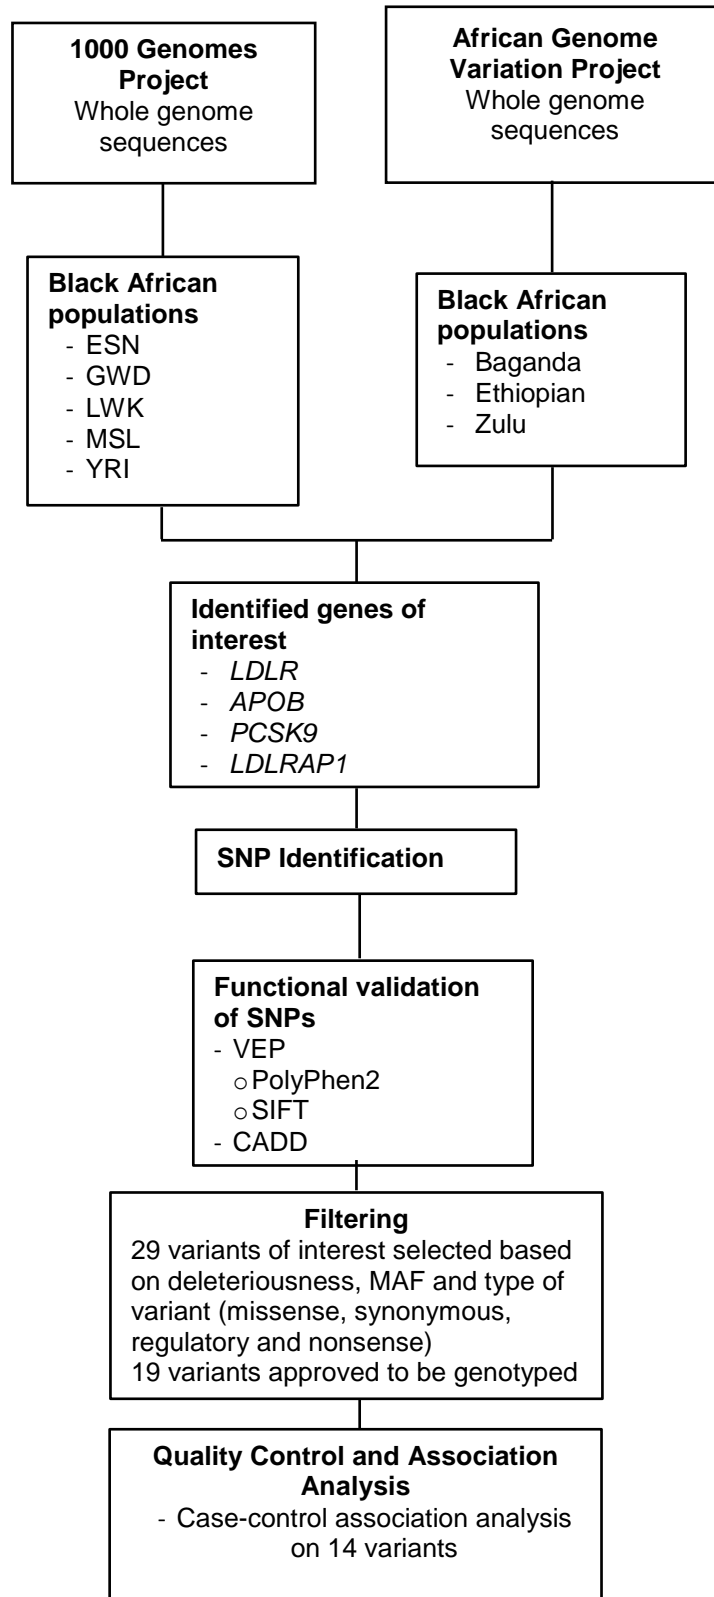 1000 Genomes
Project
Whole genome
sequences
African Genome
Variation Project
Whole genome
sequences
Black African
populations
- ESN
- GWD
- LWK
- MSL
- YRI
Black African
populations
- Baganda
- Ethiopian
- Zulu
Identified genes of
interest
- LDLR
- APOB
- PCSK9
- LDLRAP1
SNP Identification
Functional validation
of SNPs
- VEP
o PolyPhen2
o SIFT
- CADD
Filtering
29 variants of interest selected based
on deleteriousness, MAF and type of
variant (missense, synonymous,
regulatory and nonsense)
19 variants approved to be genotyped
Quality Control and Association
Analysis
- Case-control association analysis
on 14 variants